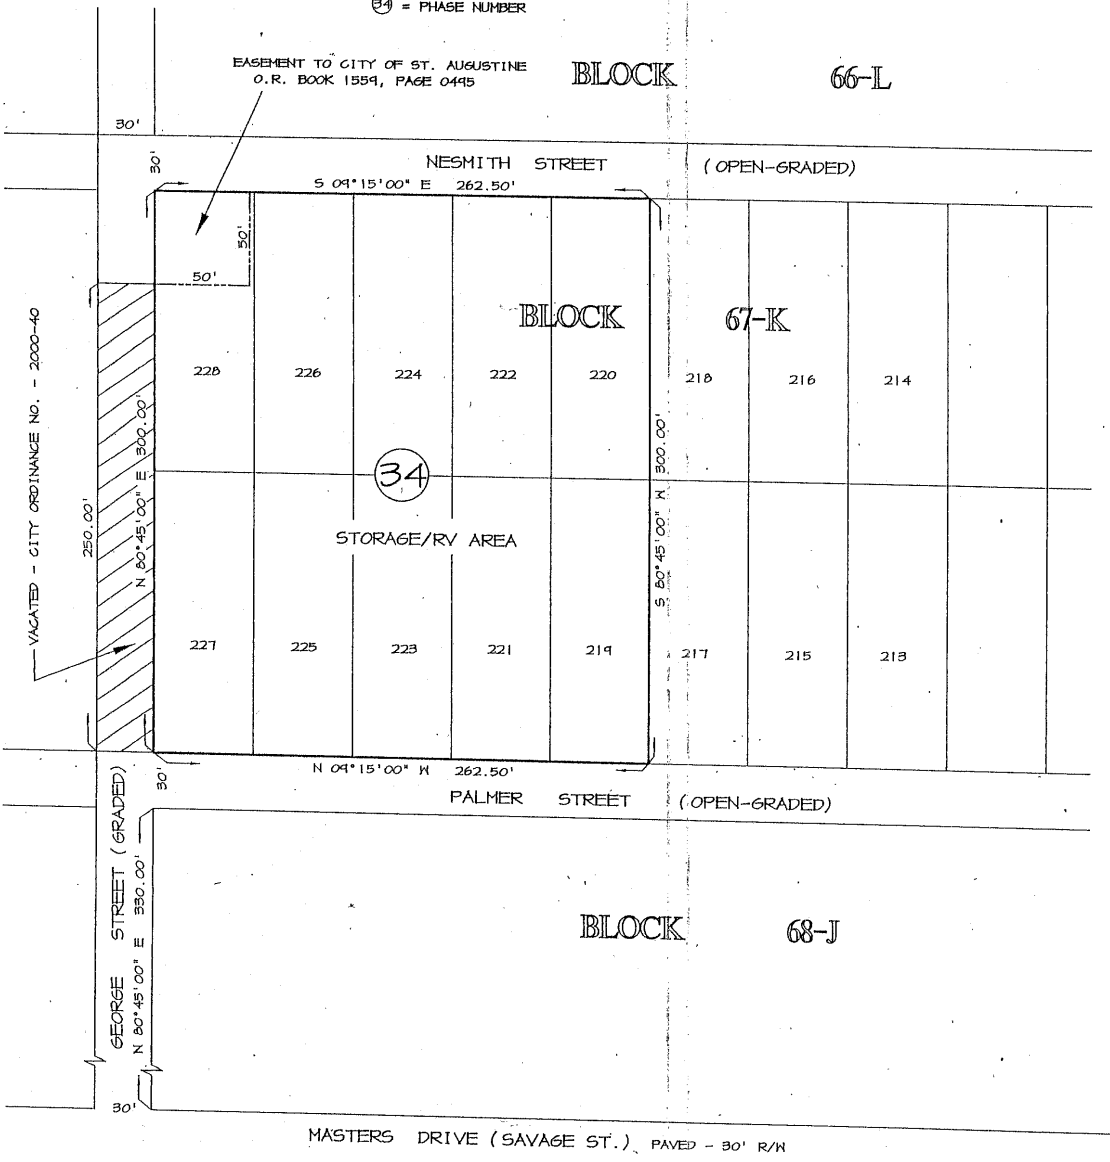 34 = PHASE NUMBER
EASEMENT TO CITY OF ST. AUGUSTINE
O.R. BOOK 1559, PAGE 0495
BLOCK 66-L
30'
30'
NESMITH STREET (OPEN-GRADED)
S 09°15'00" E 262.50'
50'
50'
BLOCK 67-K
VACATED - CITY ORDINANCE NO. - 2000-40
250.00'
N 80°45'00" E 300.00'
S 80°45'00" W 300.00'
228 226 224 222 220 218 216 214
34
STORAGE/RV AREA
227 225 223 221 219 217 215 213
N 09°15'00" W 262.50'
30'
PALMER STREET (OPEN-GRADED)
GEORGE STREET (GRADED)
N 80°45'00" E 330.00'
BLOCK 68-J
30'
MASTERS DRIVE (SAVAGE ST.) PAVED - 30' R/W